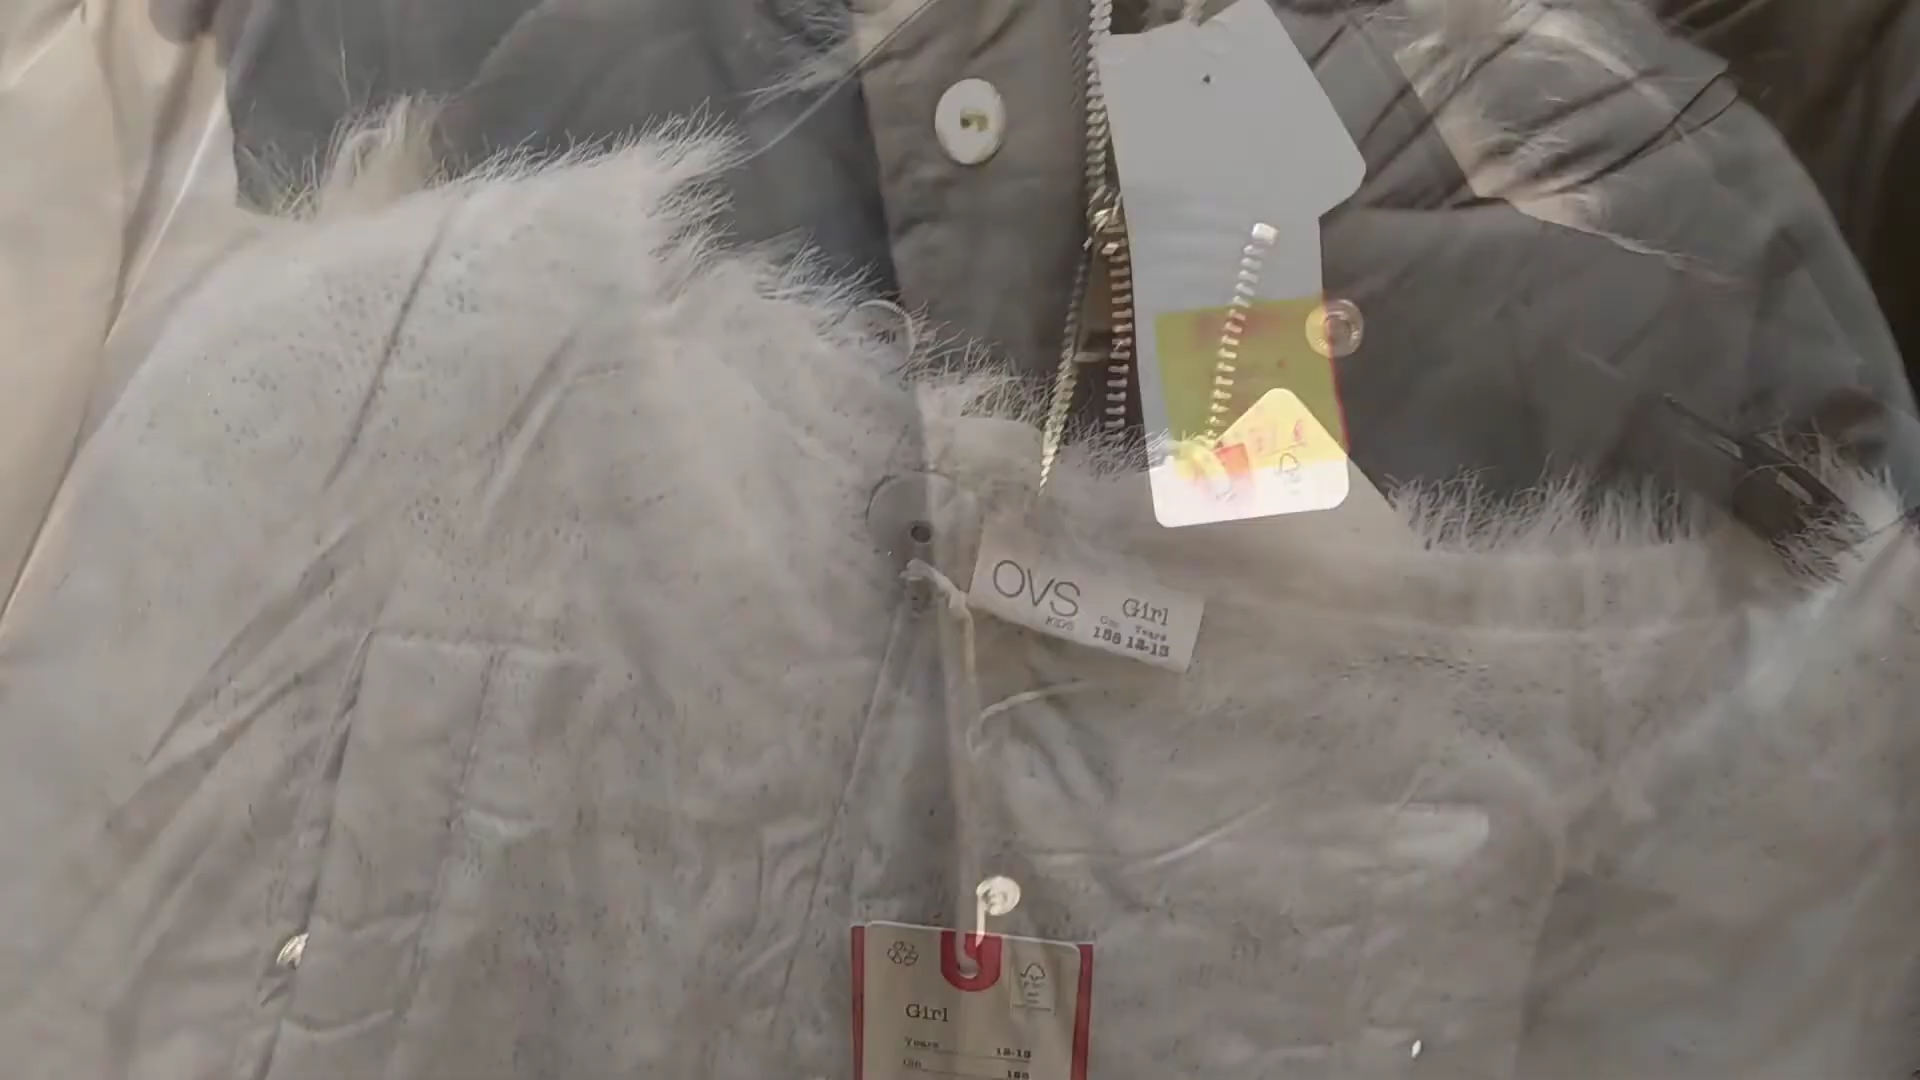 OVS
KIDS
Girl
Cm Years
158 12-13
Girl
Years 12-13
Cm 158